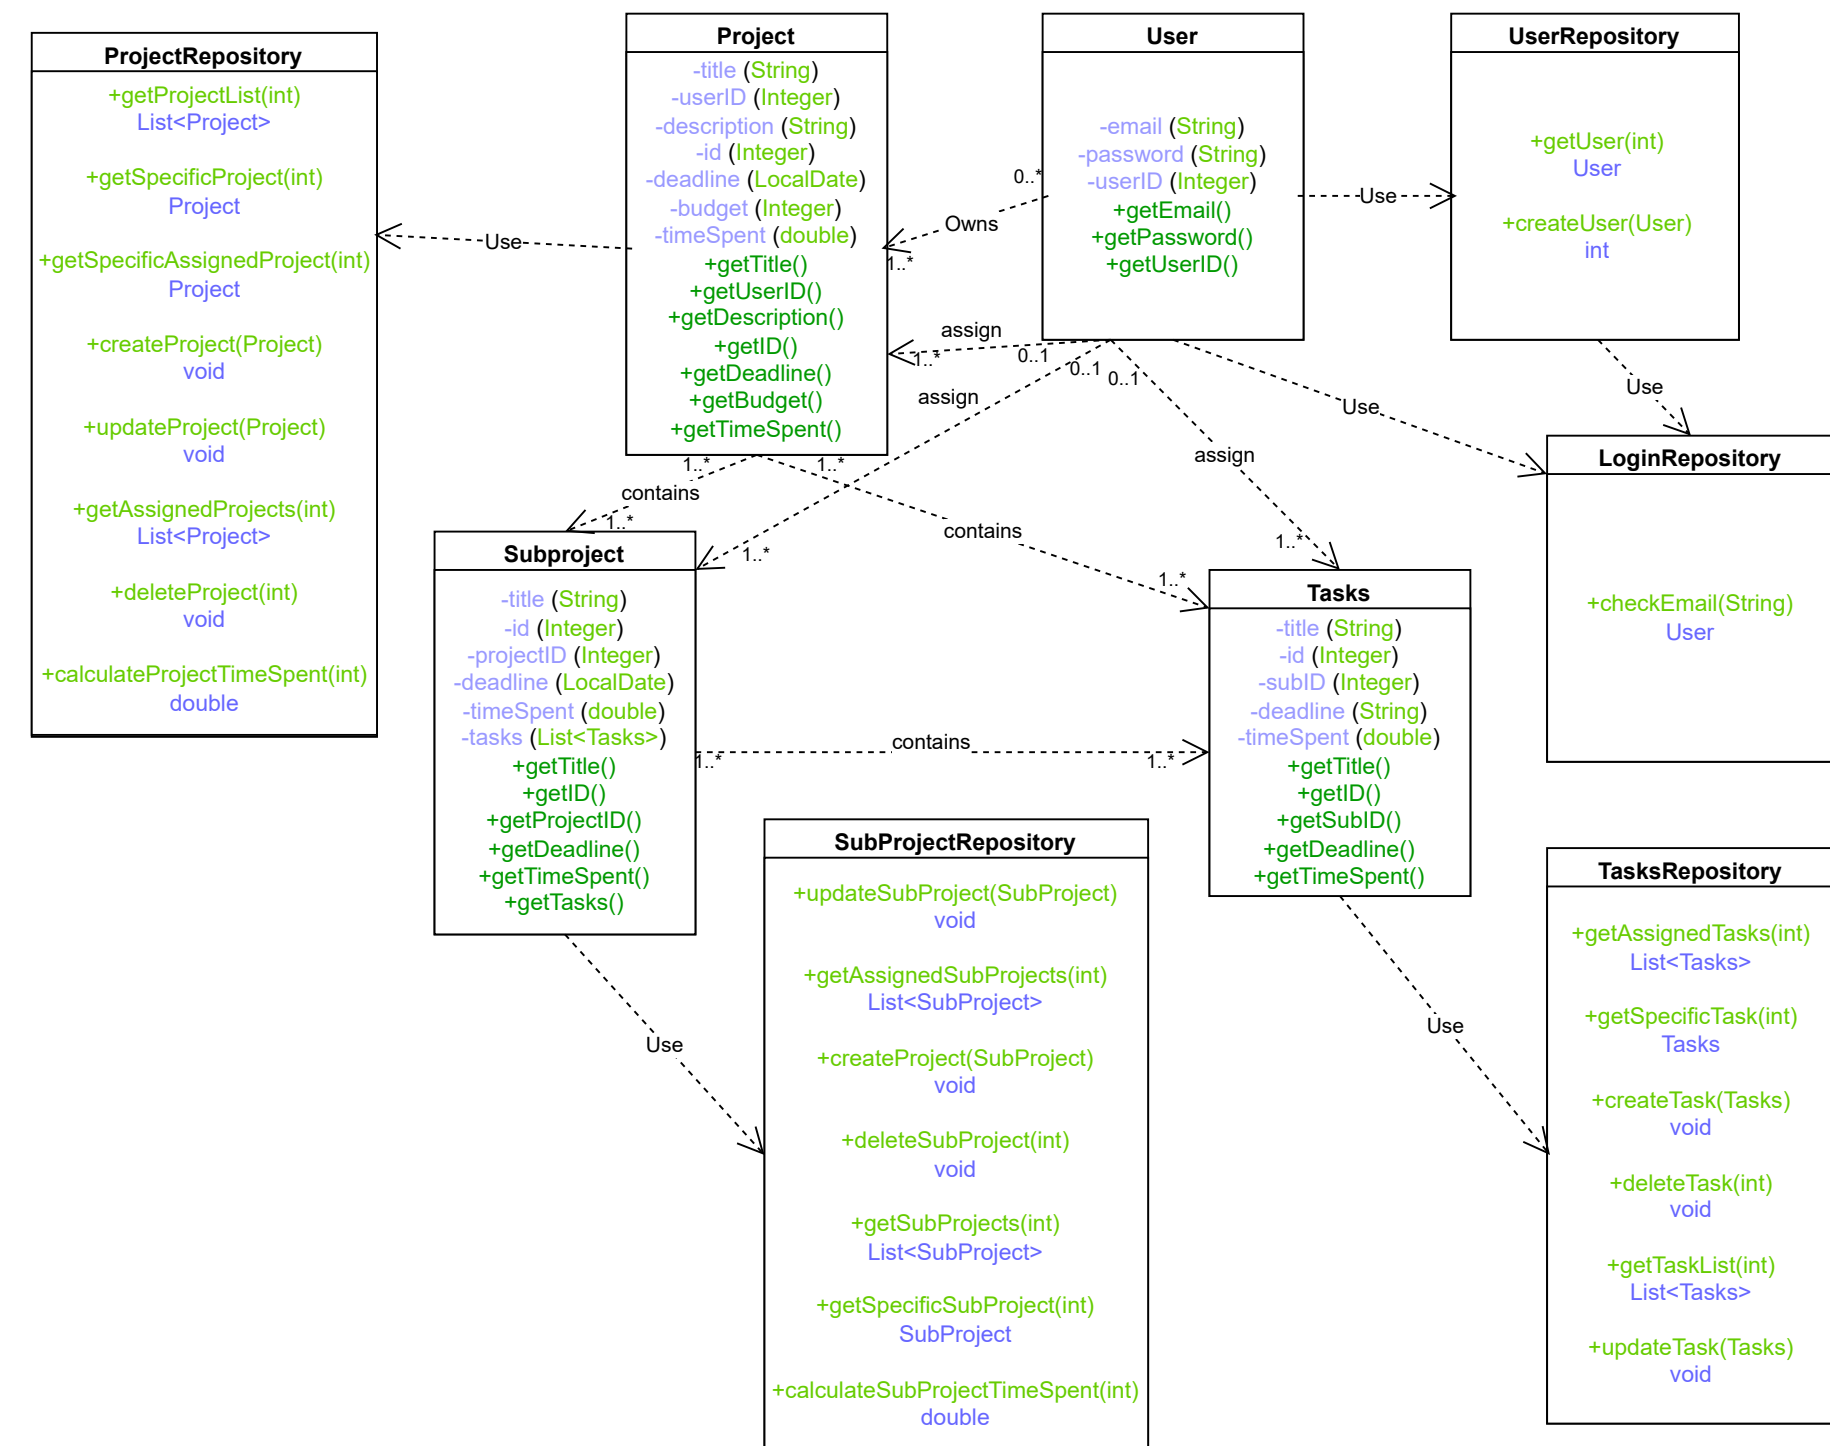 ProjectRepository
+getProjectList(int)
List<Project>
+getSpecificProject(int)
Project
+getSpecificAssignedProject(int)
Project
+createProject(Project)
void
+updateProject(Project)
void
+getAssignedProjects(int)
List<Project>
+deleteProject(int)
void
+calculateProjectTimeSpent(int)
double
Use
Project
-title (String)
-userID (Integer)
-description (String)
-id (Integer)
-deadline (LocalDate)
-budget (Integer)
-timeSpent (double)
+getTitle()
+getUserID()
+getDescription()
+getID()
+getDeadline()
+getBudget()
+getTimeSpent()
0..*
Owns
1..*
assign
1..*
0..1
User
-email (String)
-password (String)
-userID (Integer)
+getEmail()
+getPassword()
+getUserID()
Use
UserRepository
+getUser(int)
User
+createUser(User)
int
Use
0..1
0..1
assign
Use
assign
1..*
1..*
contains
1..*
1..*
contains
1..*
1..*
LoginRepository
+checkEmail(String)
User
Subproject
-title (String)
-id (Integer)
-projectID (Integer)
-deadline (LocalDate)
-timeSpent (double)
-tasks (List<Tasks>)
+getTitle()
+getID()
+getProjectID()
+getDeadline()
+getTimeSpent()
+getTasks()
contains
1..*
1..*
Tasks
-title (String)
-id (Integer)
-subID (Integer)
-deadline (String)
-timeSpent (double)
+getTitle()
+getID()
+getSubID()
+getDeadline()
+getTimeSpent()
Use
SubProjectRepository
+updateSubProject(SubProject)
void
+getAssignedSubProjects(int)
List<SubProject>
+createProject(SubProject)
void
+deleteSubProject(int)
void
+getSubProjects(int)
List<SubProject>
+getSpecificSubProject(int)
SubProject
+calculateSubProjectTimeSpent(int)
double
Use
TasksRepository
+getAssignedTasks(int)
List<Tasks>
+getSpecificTask(int)
Tasks
+createTask(Tasks)
void
+deleteTask(int)
void
+getTaskList(int)
List<Tasks>
+updateTask(Tasks)
void